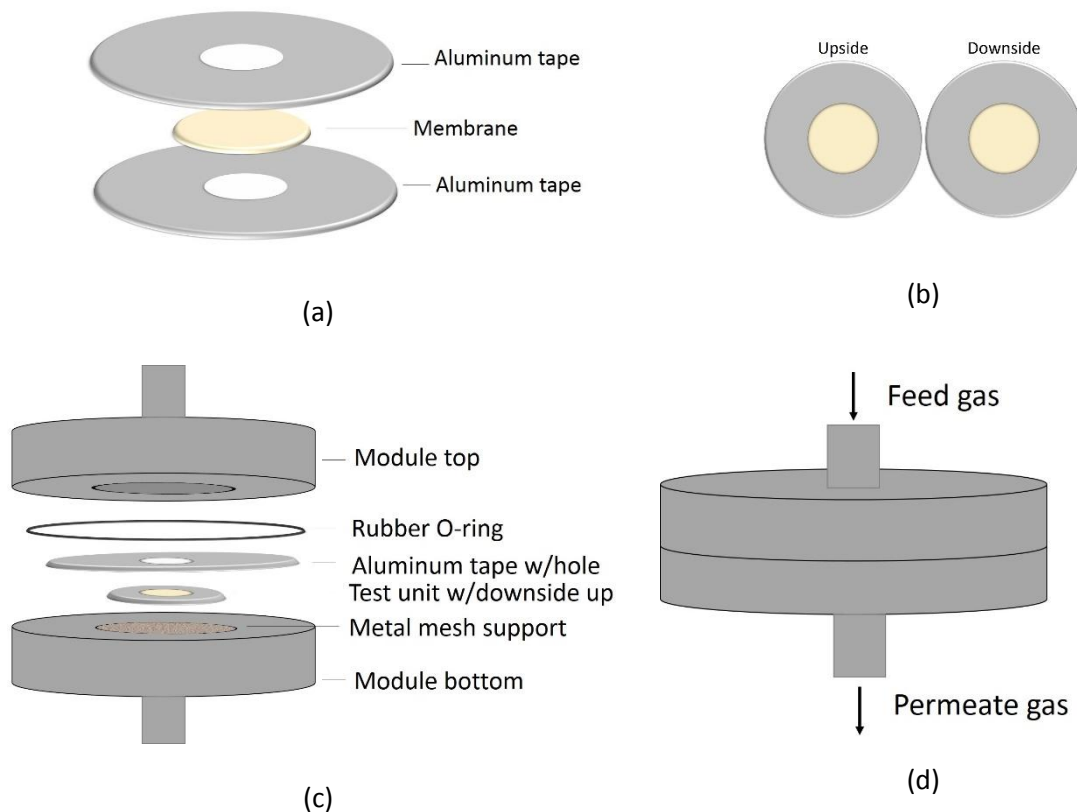 Aluminum tape
Membrane
Aluminum tape
(a)
Upside
Downside
(b)
Module top
Rubber O-ring
Aluminum tape w/hole
Test unit w/downside up
Metal mesh support
Module bottom
(c)
Feed gas
Permeate gas
(d)